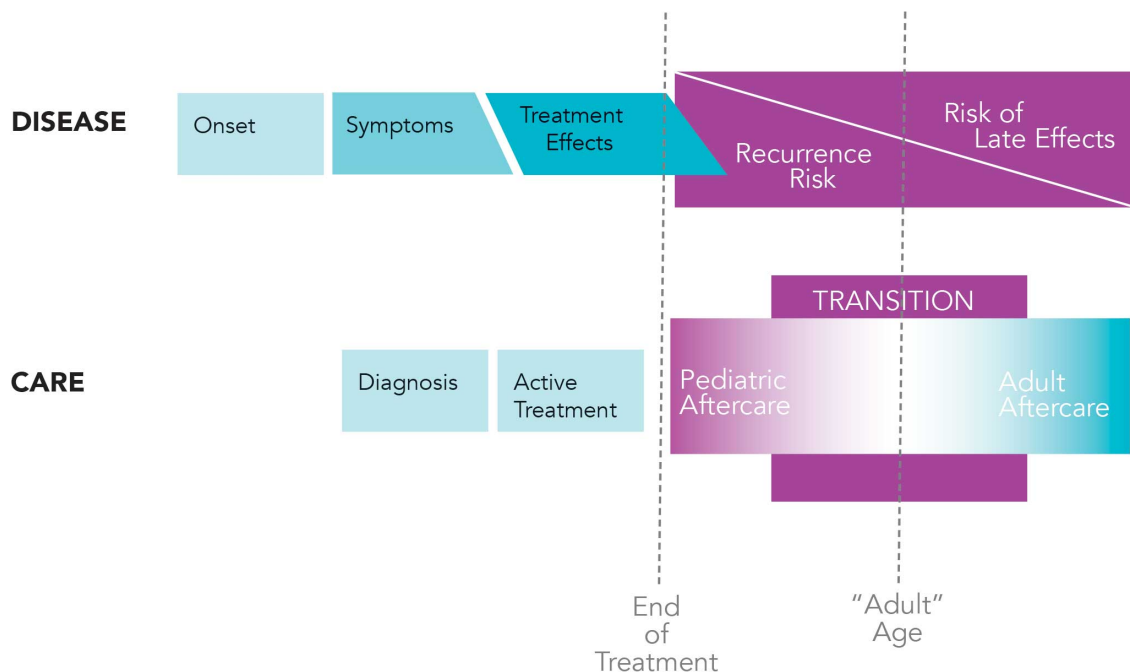 DISEASE
Onset
Symptoms
Treatment
Effects
Recurrence
Risk
Risk of
Late Effects
TRANSITION
CARE
Diagnosis
Active
Treatment
Pediatric
Aftercare
Adult
Aftercare
End
of
Treatment
“Adult”
Age